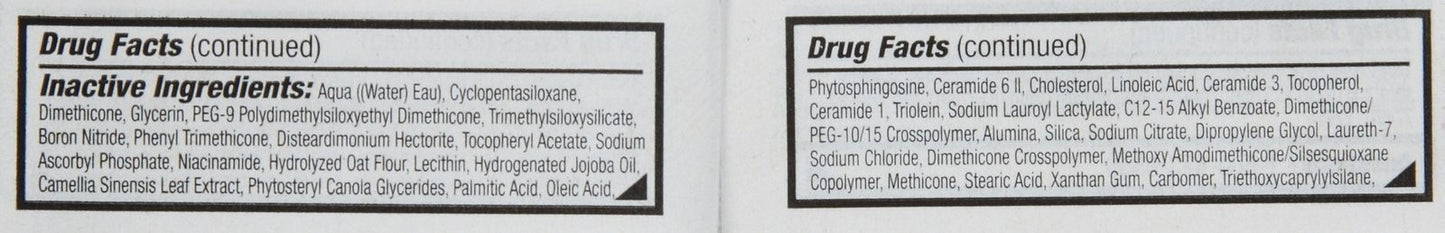 Drug Facts (continued)
Inactive Ingredients: Aqua ((Water) Eau), Cyclopentasiloxane,
Dimethicone, Glycerin, PEG-9 Polydimethylsiloxyethyl Dimethicone, Trimethylsiloxysilicate,
Boron Nitride, Phenyl Trimethicone, Disteardimonium Hectorite, Tocopheryl Acetate, Sodium
Ascorbyl Phosphate, Niacinamide, Hydrolyzed Oat Flour, Lecithin, Hydrogenated Jojoba Oil,
Camellia Sinensis Leaf Extract, Phytosteryl Canola Glycerides, Palmitic Acid, Oleic Acid,
Drug Facts (continued)
Phytosphingosine, Ceramide 6 II, Cholesterol, Linoleic Acid, Ceramide 3, Tocopherol,
Ceramide 1, Triolein, Sodium Lauroyl Lactylate, C12-15 Alkyl Benzoate, Dimethicone/
PEG-10/15 Crosspolymer, Alumina, Silica, Sodium Citrate, Dipropylene Glycol, Laureth-7,
Sodium Chloride, Dimethicone Crosspolymer, Methoxy Amodimethicone/Silsesquioxane
Copolymer, Methicone, Stearic Acid, Xanthan Gum, Carbomer, Triethoxycaprylylsilane,